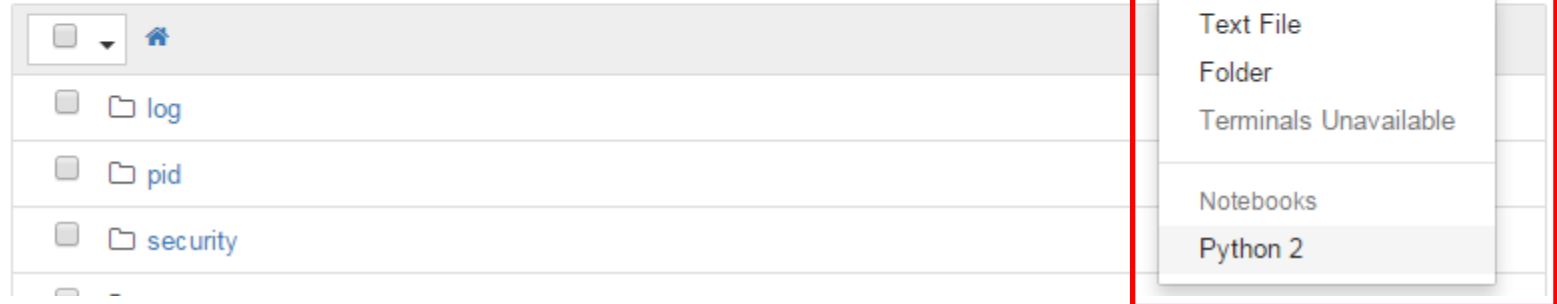 log
pid
security
Text File
Folder
Terminals Unavailable
Notebooks
Python 2